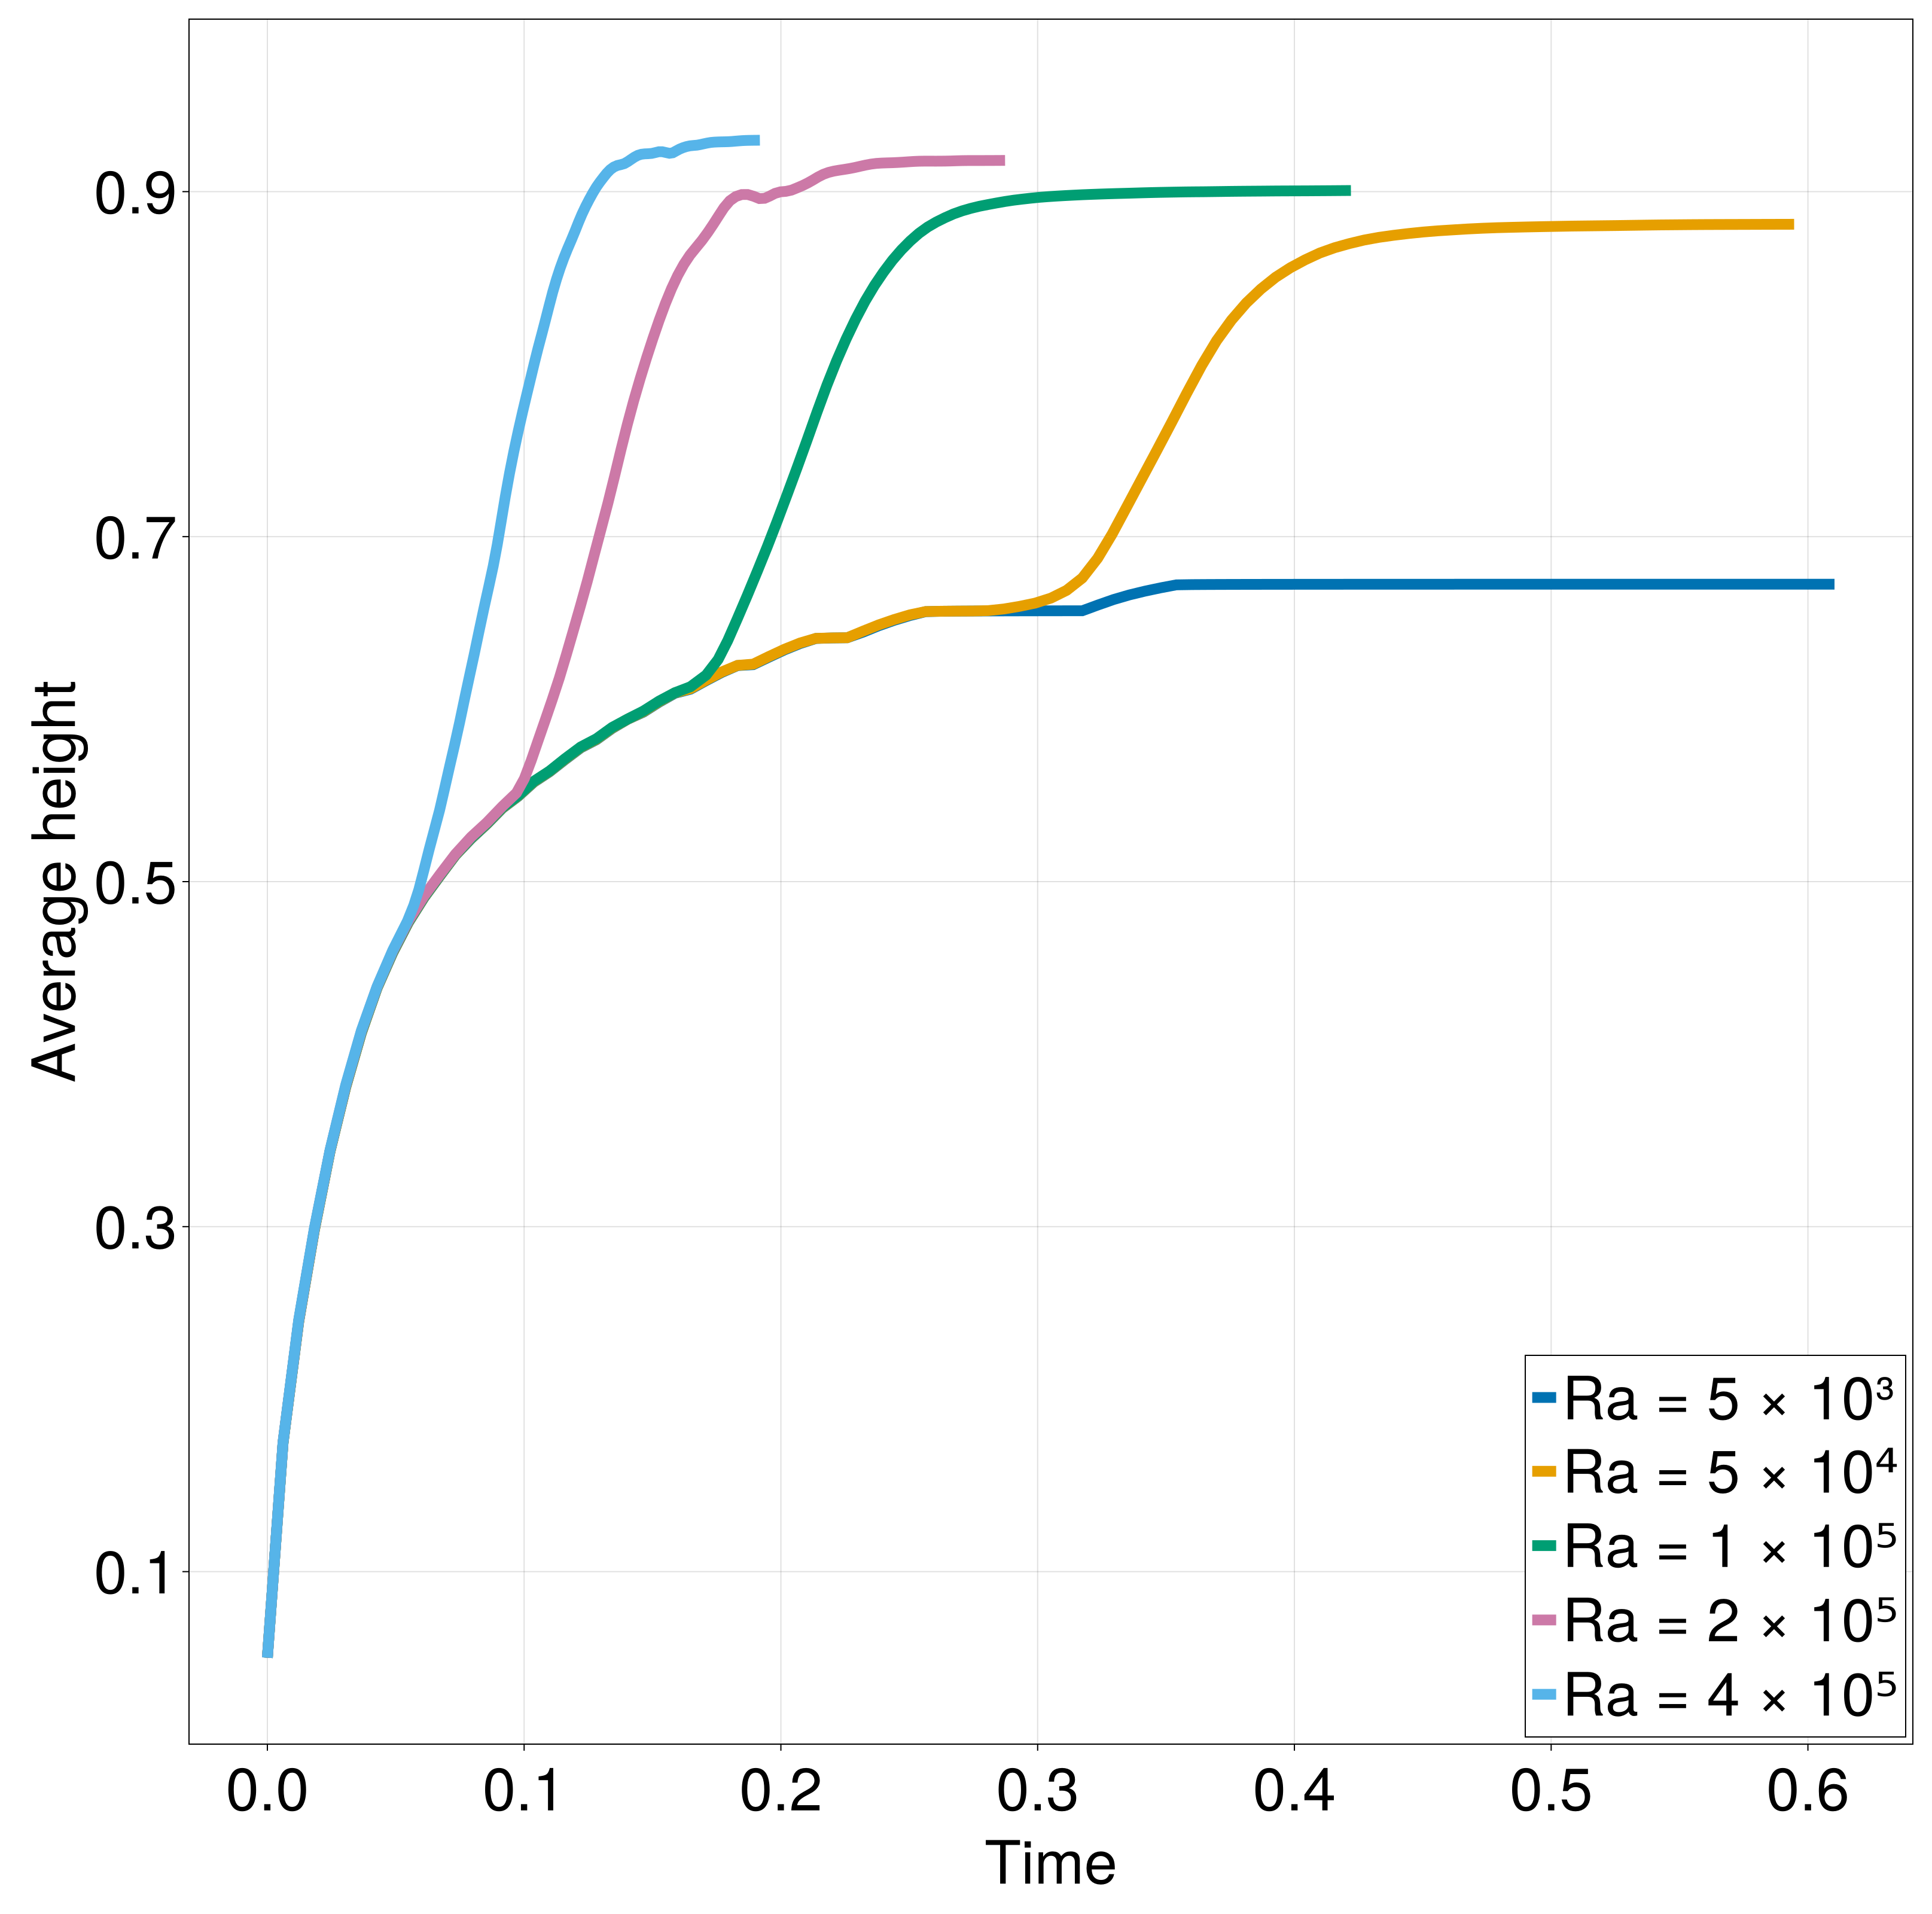 0.9
0.7
0.5
0.3
0.1
Average height
0.0 0.1 0.2 0.3 0.4 0.5 0.6
Time
Ra = 5 × 10³
Ra = 5 × 10⁴
Ra = 1 × 10⁵
Ra = 2 × 10⁵
Ra = 4 × 10⁵